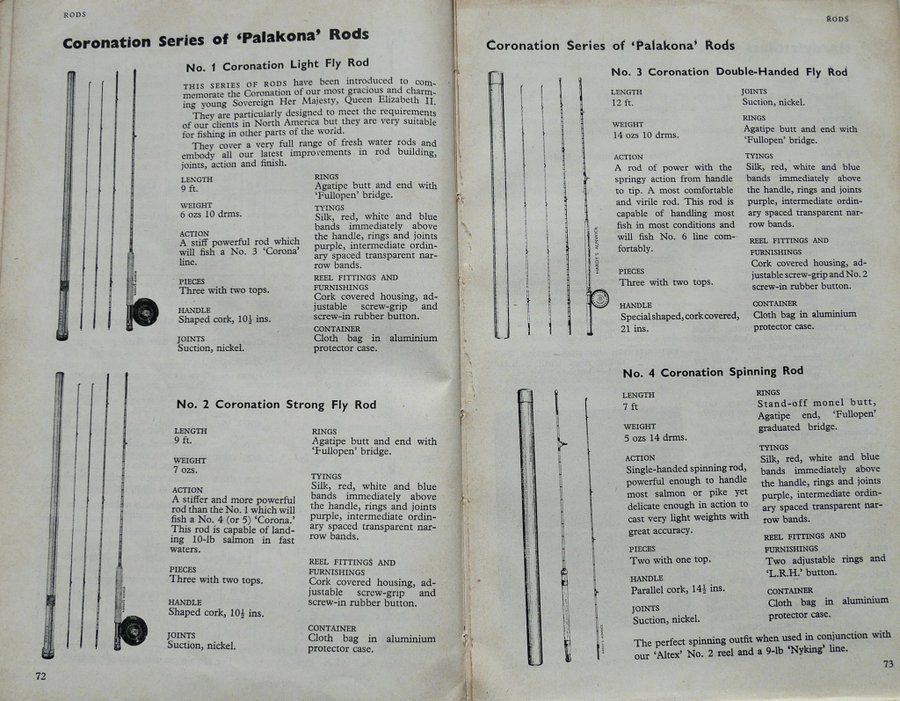 RODS
Coronation Series of 'Palakona' Rods
No. 1 Coronation Light Fly Rod
THIS SERIES OF RODS have been introduced to com-
memorate the Coronation of our most gracious and charm-
ing young Sovereign Her Majesty, Queen Elizabeth II.
They are particularly designed to meet the requirements
of our clients in North America but they are very suitable
for fishing in other parts of the world.
They cover a very full range of fresh water rods and
embody all our latest improvements in rod building,
joints, action and finish.
LENGTH
9 ft.
WEIGHT
6 ozs 10 drms.
ACTION
A stiff powerful rod which
will fish a No. 3 'Corona'
line.
PIECES
Three with two tops.
HANDLE
Shaped cork, 10½ ins.
JOINTS
Suction, nickel.
RINGS
Agatipe butt and end with
'Fullopen' bridge.
TYINGS
Silk, red, white and blue
bands immediately above
the handle, rings and joints
purple, intermediate ordin-
ary spaced transparent nar-
row bands.
REEL FITTINGS AND
FURNISHINGS
Cork covered housing, ad-
justable screw-grip and
screw-in rubber button.
CONTAINER
Cloth bag in aluminium
protector case.
No. 2 Coronation Strong Fly Rod
LENGTH
9 ft.
WEIGHT
7 ozs.
ACTION
A stiffer and more powerful
rod than the No. 1 which will
fish a No. 4 (or 5) 'Corona.'
This rod is capable of land-
ing 10-lb salmon in fast
waters.
PIECES
Three with two tops.
HANDLE
Shaped cork, 10½ ins.
JOINTS
Suction, nickel.
RINGS
Agatipe butt and end with
'Fullopen' bridge.
TYINGS
Silk, red, white and blue
bands immediately above
the handle, rings and joints
purple, intermediate ordin-
ary spaced transparent nar-
row bands.
REEL FITTINGS AND
FURNISHINGS
Cork covered housing, ad-
justable screw-grip and
screw-in rubber button.
CONTAINER
Cloth bag in aluminium
protector case.
72
RODS
Coronation Series of 'Palakona' Rods
No. 3 Coronation Double-Handed Fly Rod
LENGTH
12 ft.
WEIGHT
14 ozs 10 drms.
ACTION
A rod of power with the
springy action from handle
to tip. A most comfortable
and virile rod. This rod is
capable of handling most
fish in most conditions and
will fish No. 6 line com-
fortably.
PIECES
Three with two tops.
HANDLE
Special shaped, cork covered,
21 ins.
JOINTS
Suction, nickel.
RINGS
Agatipe butt and end with
'Fullopen' bridge.
TYINGS
Silk, red, white and blue
bands immediately above
the handle, rings and joints
purple, intermediate ordin-
ary spaced transparent nar-
row bands.
REEL FITTINGS AND
FURNISHINGS
Cork covered housing, ad-
justable screw-grip and No. 2
screw-in rubber button.
CONTAINER
Cloth bag in aluminium
protector case.
HARDY'S ALNWICK
No. 4 Coronation Spinning Rod
LENGTH
7 ft
WEIGHT
5 ozs 14 drms.
ACTION
Single-handed spinning rod,
powerful enough to handle
most salmon or pike yet
delicate enough in action to
cast very light weights with
great accuracy.
PIECES
Two with one top.
HANDLE
Parallel cork, 14½ ins.
JOINTS
Suction, nickel.
RINGS
Stand-off monel butt,
Agatipe end, 'Fullopen'
graduated bridge.
TYINGS
Silk, red, white and blue
bands immediately above
the handle, rings and joints
purple, intermediate ordin-
ary spaced transparent nar-
row bands.
REEL FITTINGS AND
FURNISHINGS
Two adjustable rings and
'L.R.H.' button.
CONTAINER
Cloth bag in aluminium
protector case.
The perfect spinning outfit when used in conjunction with
our 'Altex' No. 2 reel and a 9-lb 'Nyking' line.
73